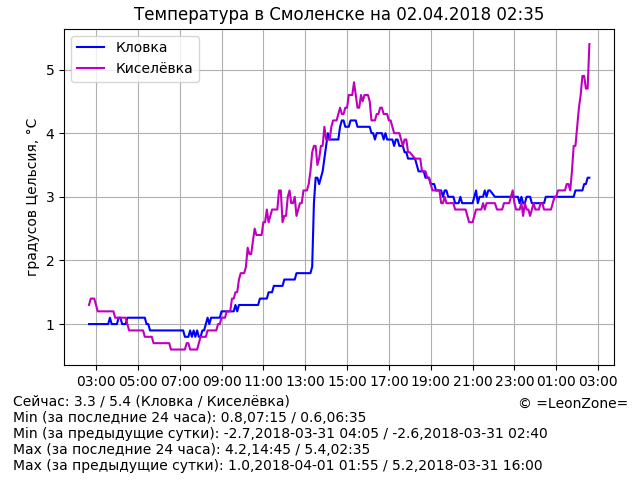 Температура в Смоленске на 02.04.2018 02:35
Кловка
Киселёвка
градусов Цельсия, °C
5
4
3
2
1
03:00 05:00 07:00 09:00 11:00 13:00 15:00 17:00 19:00 21:00 23:00 01:00 03:00
Сейчас: 3.3 / 5.4 (Кловка / Киселёвка)
© =LeonZone=
Min (за последние 24 часа): 0.8,07:15 / 0.6,06:35
Min (за предыдущие сутки): -2.7,2018-03-31 04:05 / -2.6,2018-03-31 02:40
Max (за последние 24 часа): 4.2,14:45 / 5.4,02:35
Max (за предыдущие сутки): 1.0,2018-04-01 01:55 / 5.2,2018-03-31 16:00